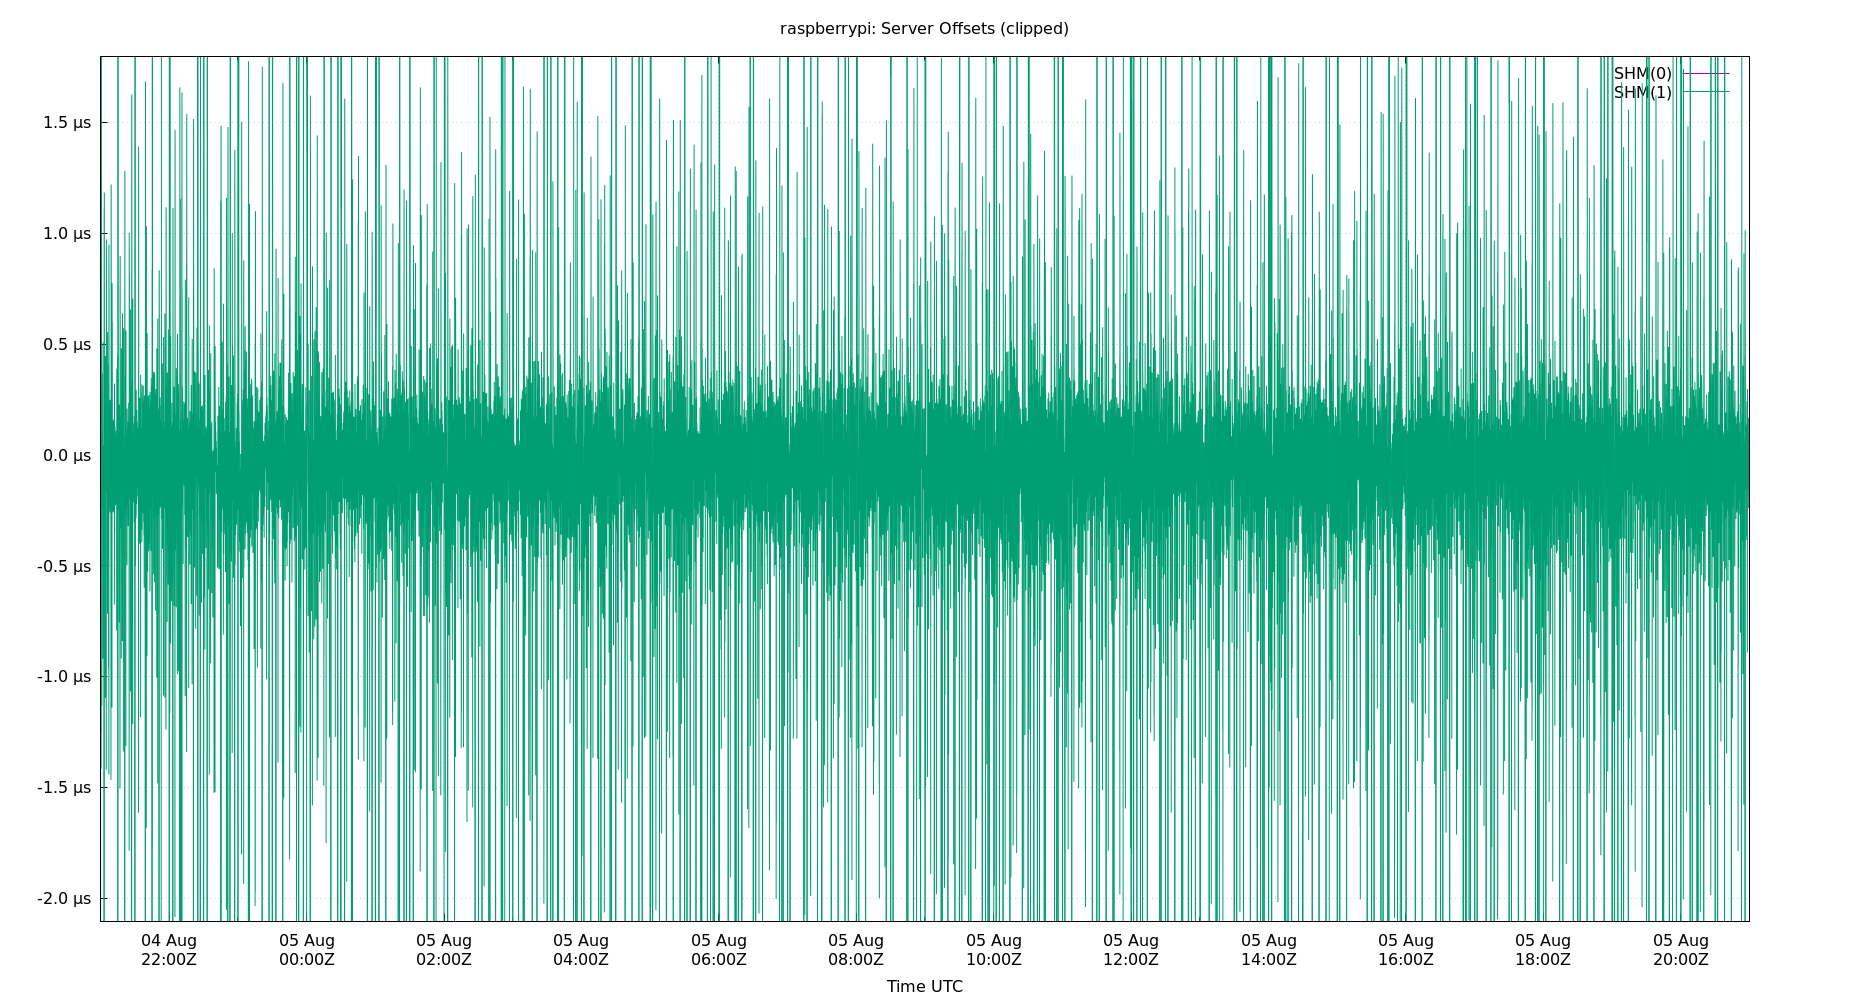 raspberrypi: Server Offsets (clipped)
SHM(0)
SHM(1)
1.5 μs
1.0 μs
0.5 μs
0.0 μs
-0.5 μs
-1.0 μs
-1.5 μs
-2.0 μs
04 Aug 05 Aug 05 Aug 05 Aug 05 Aug 05 Aug 05 Aug 05 Aug 05 Aug 05 Aug 05 Aug 05 Aug
22:00Z 00:00Z 02:00Z 04:00Z 06:00Z 08:00Z 10:00Z 12:00Z 14:00Z 16:00Z 18:00Z 20:00Z
Time UTC